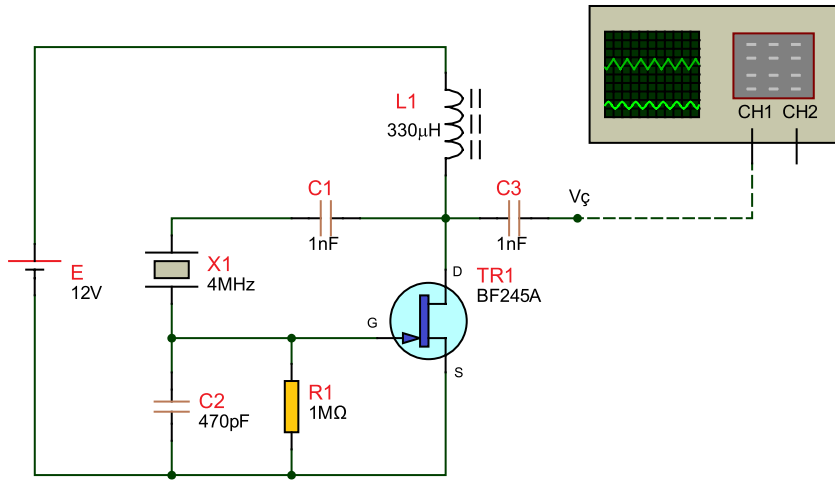 L1
330µH
CH1 CH2
C1
1nF
C3
1nF
Vç
X1
4MHz
E
12V
D
TR1
BF245A
G
S
C2
470pF
R1
1MΩ